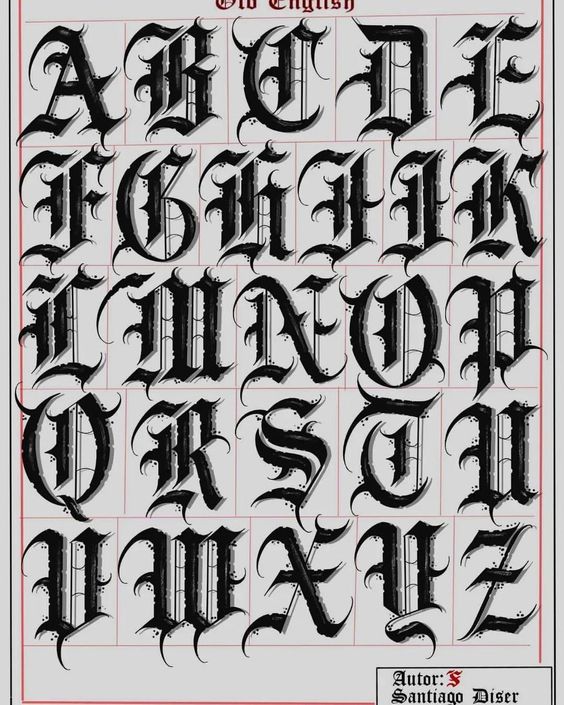 Old English
A B C D E
F G H I J K
L M N O P
Q R S T U
V W X Y Z
Autor: S
Santiago Diser